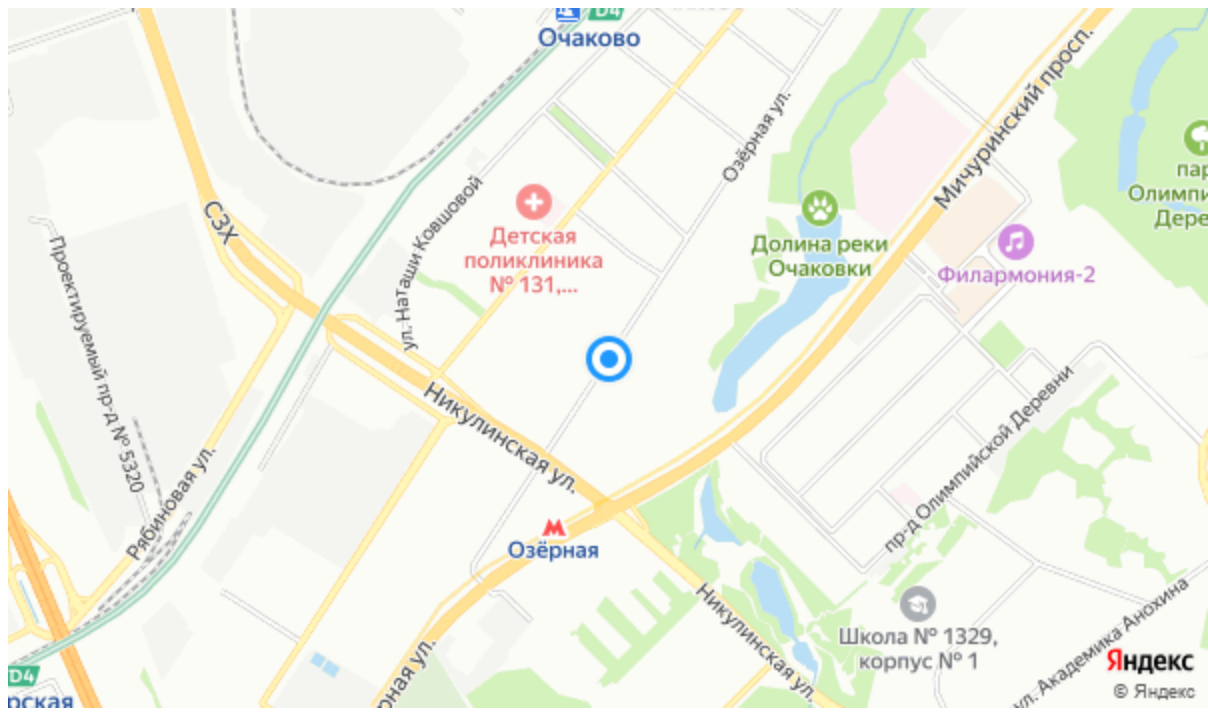 D4
Очаково
Мичуринский просп.
Озёрная ул.
пар
Олимпи
Дере
СЗХ
ул. Наташи Ковшовой
Детская
поликлиника
№ 131,...
Долина реки
Очаковки
Филармония-2
Проектируемый пр-д № 5320
Никулинская ул.
Рябиновая ул.
пр-д Олимпийской Деревни
М
Озёрная
Никулинская ул.
Школа № 1329,
корпус № 1
ул. Академика Анохина
рная ул.
D4
рская
Яндекс
© Яндекс